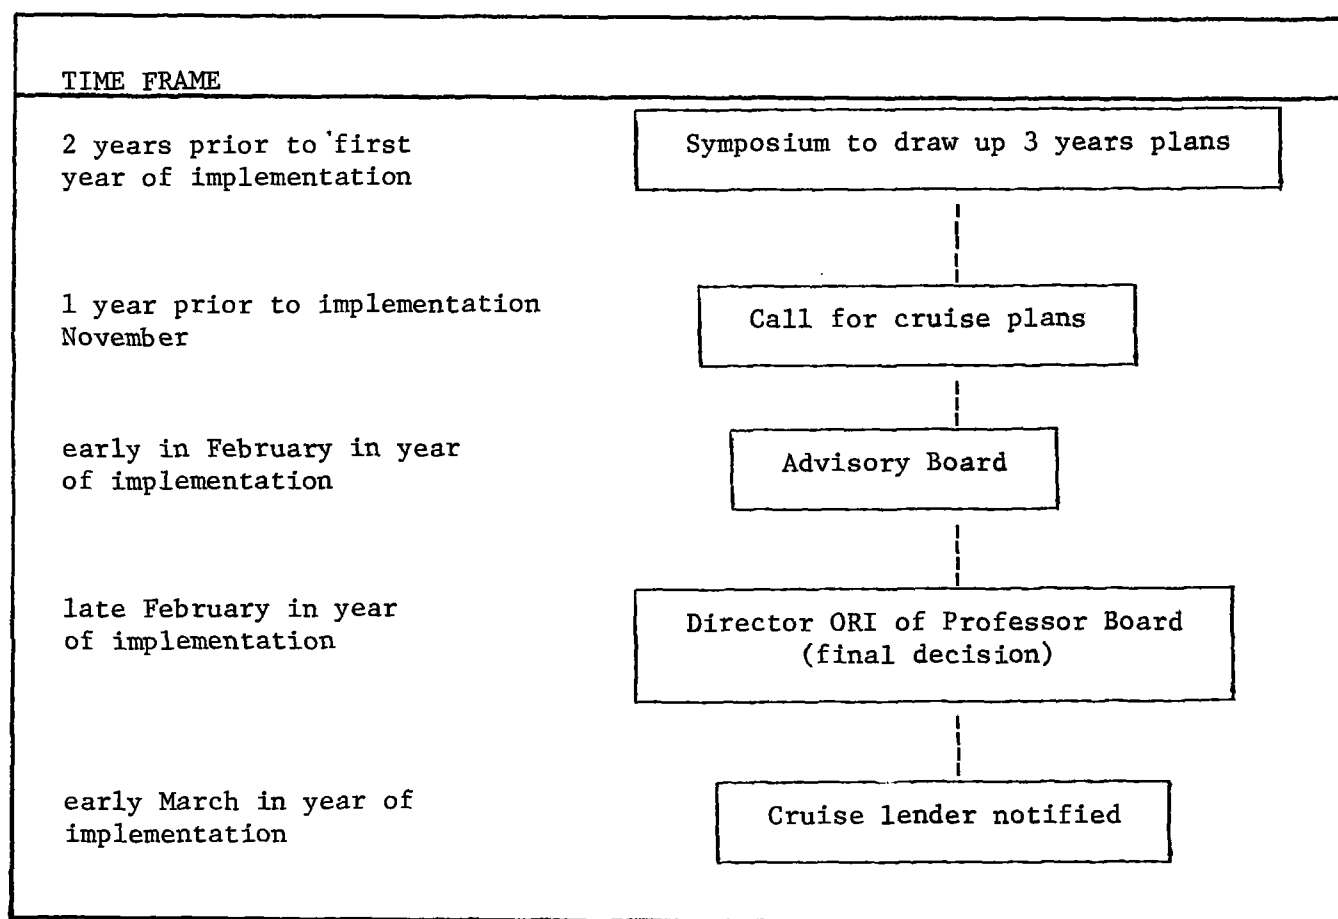 TIME FRAME
2 years prior to first
year of implementation
Symposium to draw up 3 years plans
1 year prior to implementation
November
Call for cruise plans
early in February in year
of implementation
Advisory Board
late February in year
of implementation
Director ORI of Professor Board
(final decision)
early March in year of
implementation
Cruise lender notified